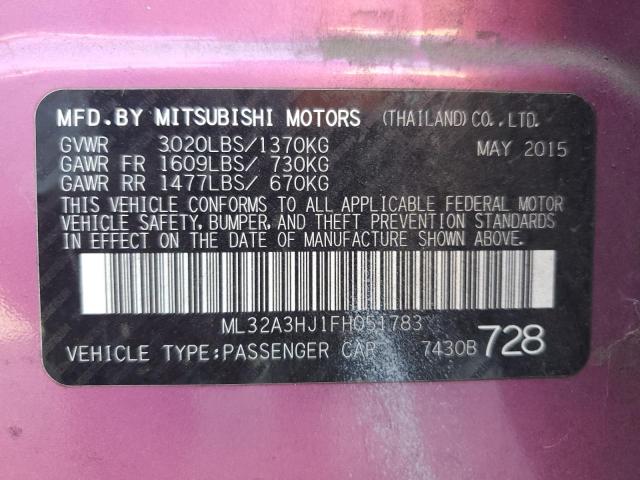 MFD.BY MITSUBISHI MOTORS (THAILAND)CO.,LTD.
GVWR 3020LBS/1370KG MAY 2015
GAWR FR 1609LBS/ 730KG
GAWR RR 1477LBS/ 670KG
THIS VEHICLE CONFORMS TO ALL APPLICABLE FEDERAL MOTOR
VEHICLE SAFETY, BUMPER, AND THEFT PREVENTION STANDARDS
IN EFFECT ON THE DATE OF MANUFACTURE SHOWN ABOVE.
ML32A3HJ1FH051783
VEHICLE TYPE:PASSENGER CAR 7430B 728